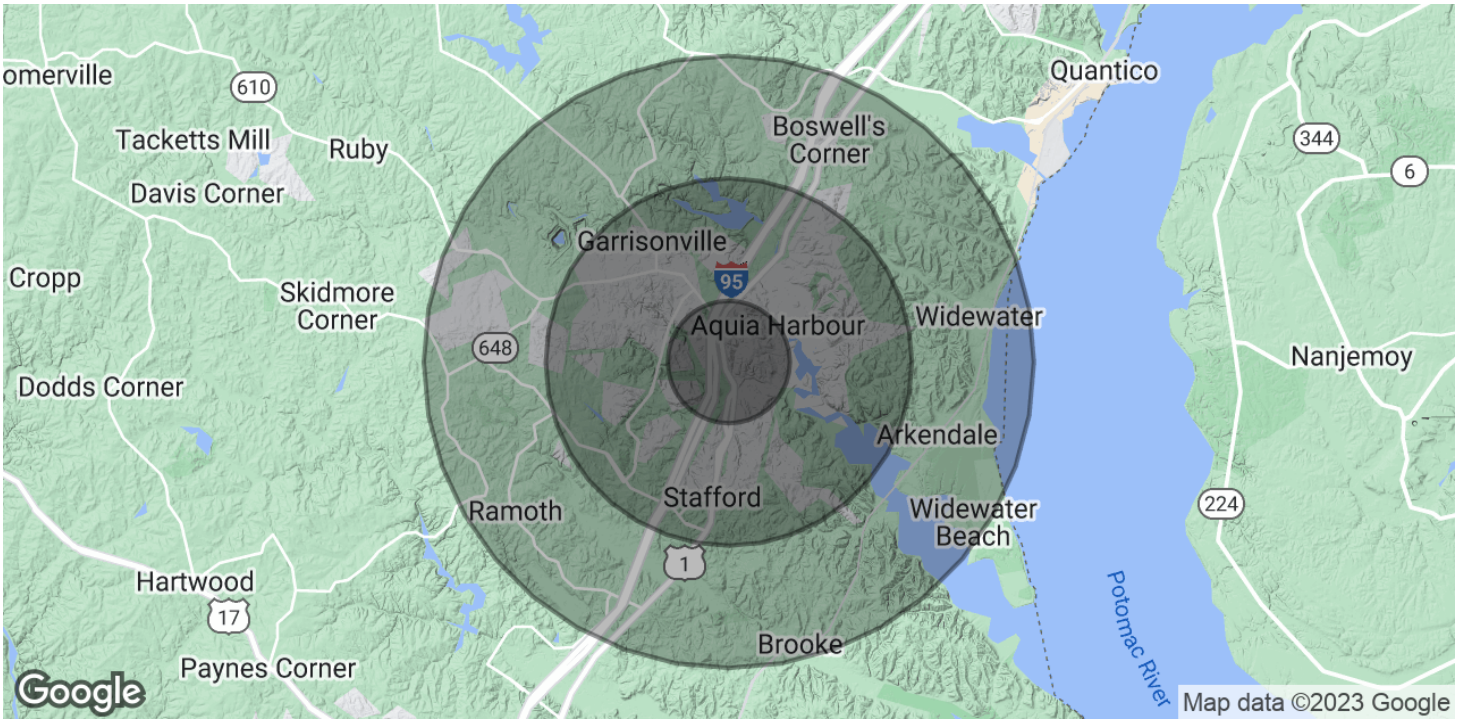 Quantico
omerville
610
Boswell's
Corner
Tacketts Mill
Ruby
344
6
Davis Corner
Garrisonville
Cropp
95
Skidmore
Corner
Widewater
Aquia Harbour
648
Nanjemoy
Dodds Corner
Arkendale
Stafford
Ramoth
Widewater
Beach
224
1
Hartwood
17
Potomac River
Brooke
Paynes Corner
Google
Map data ©2023 Google